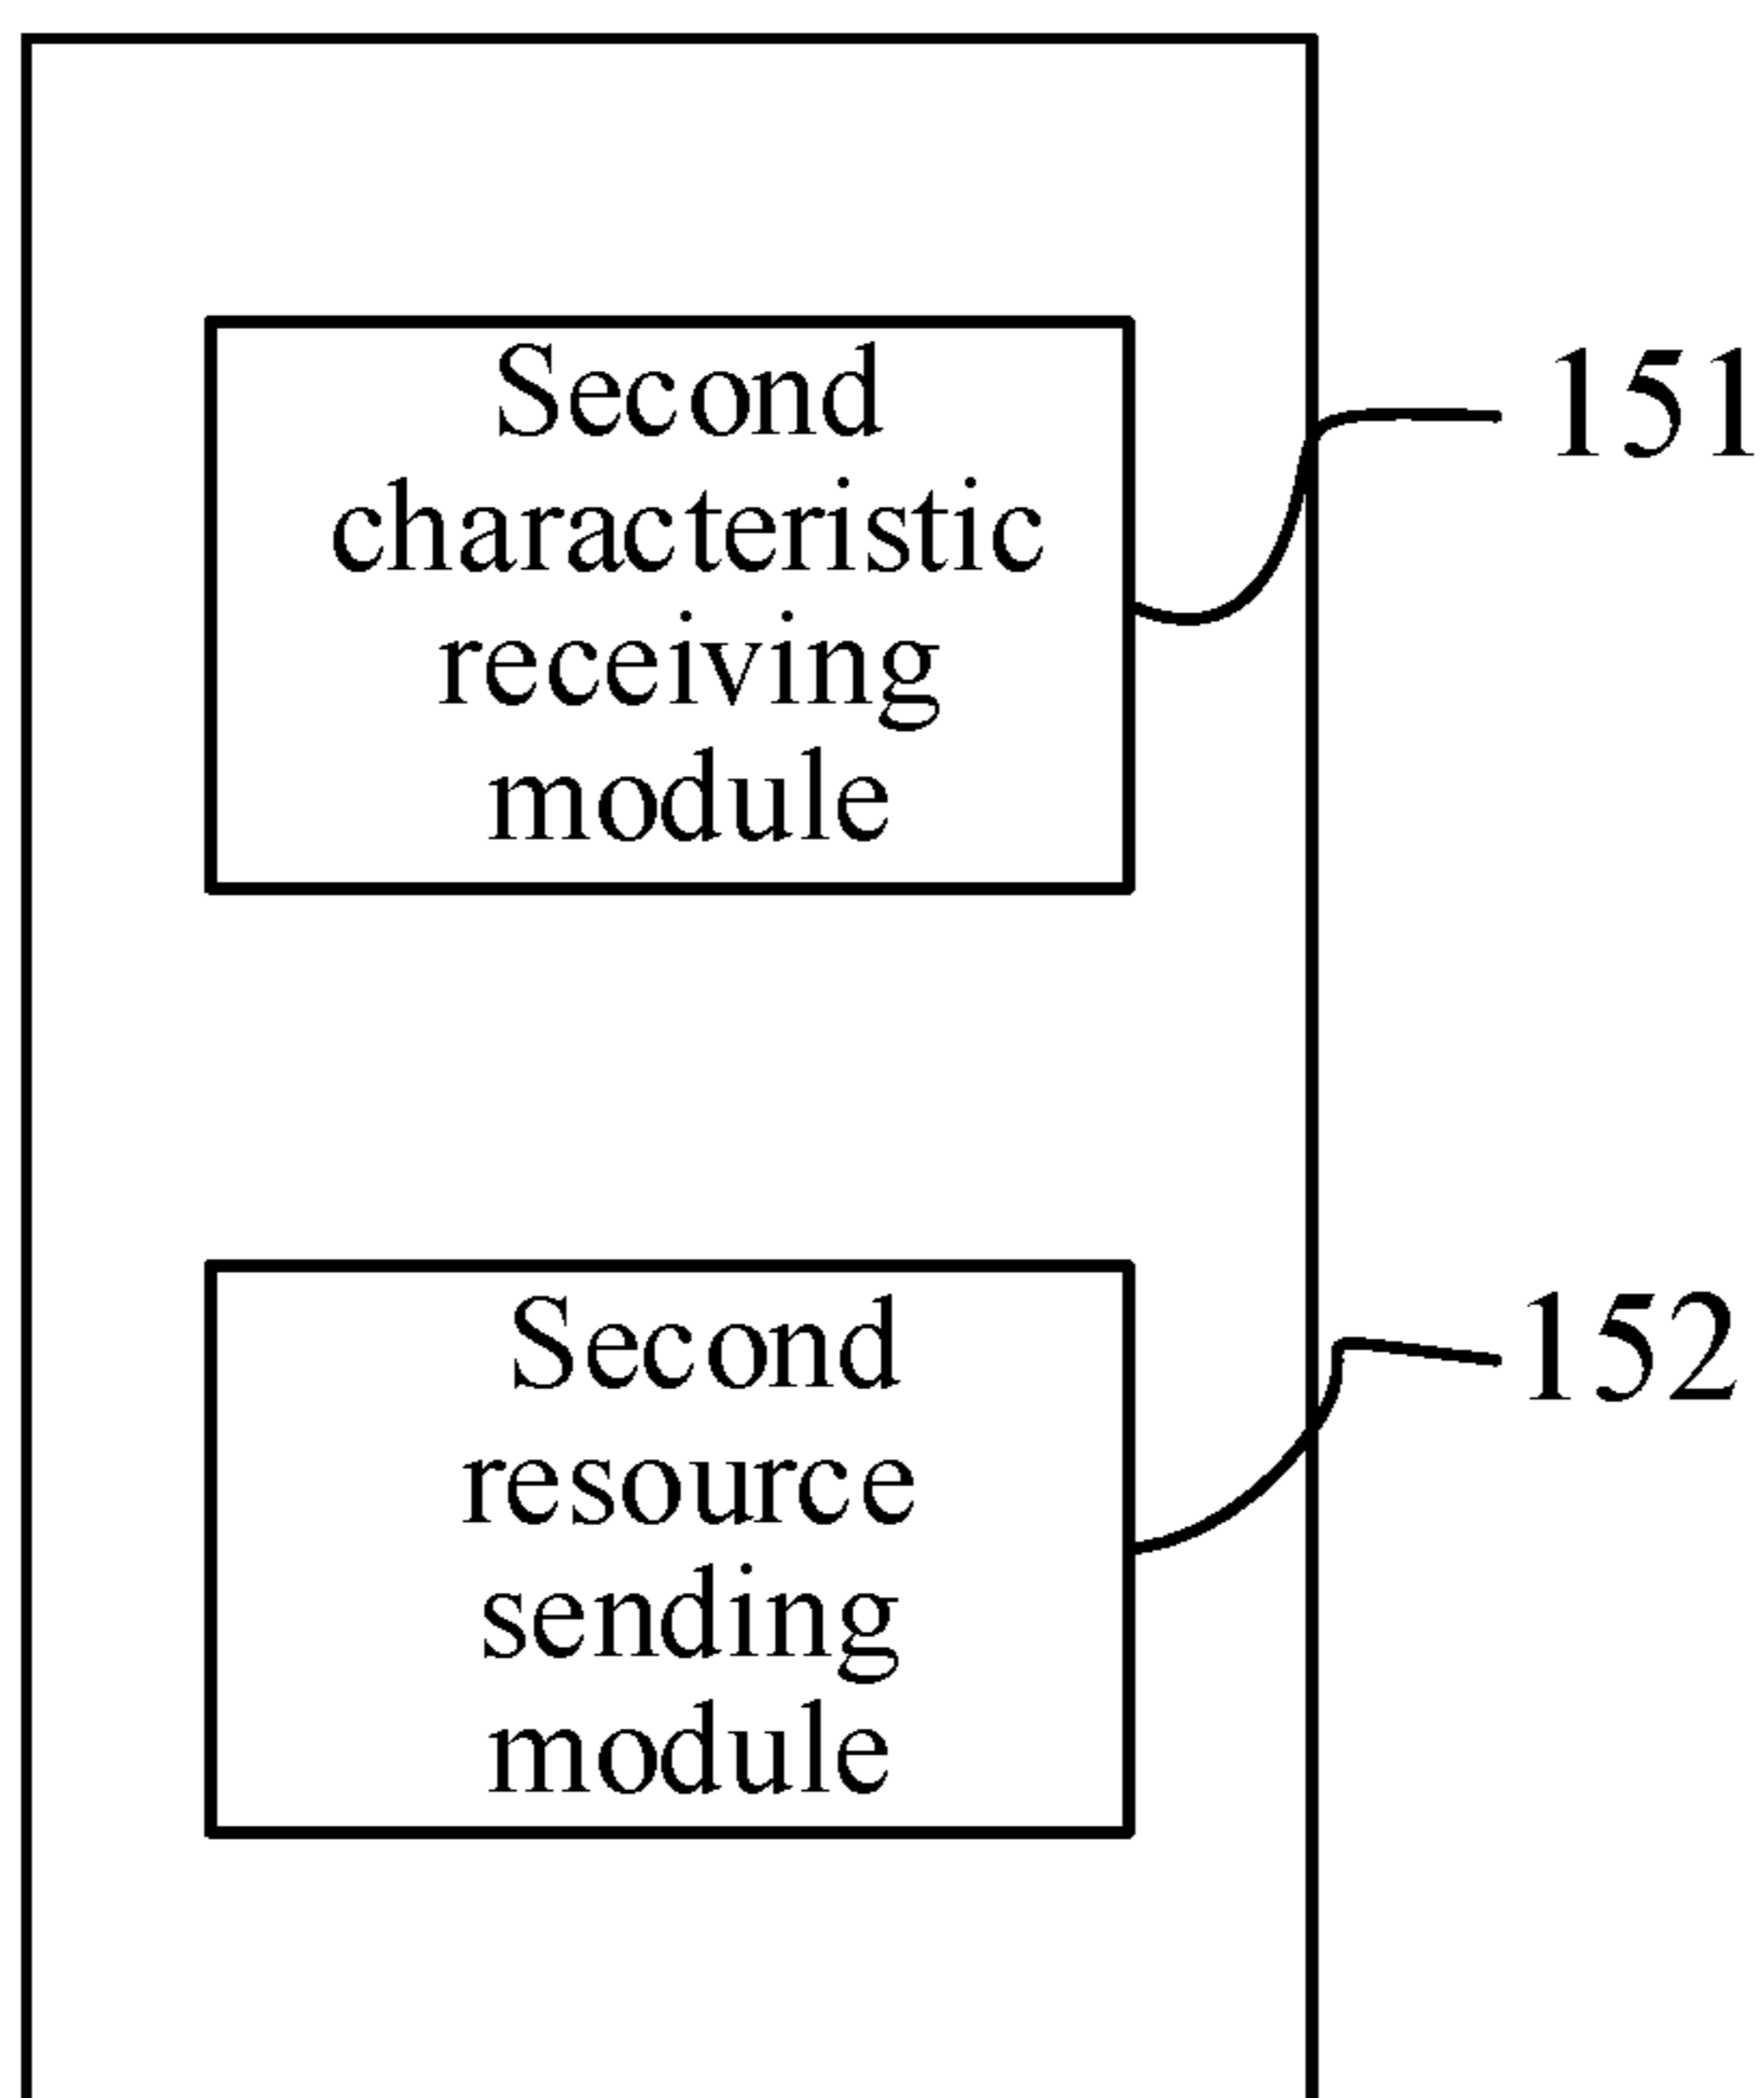 Second
characteristic
receiving
module
151
Second
resource
sending
module
152